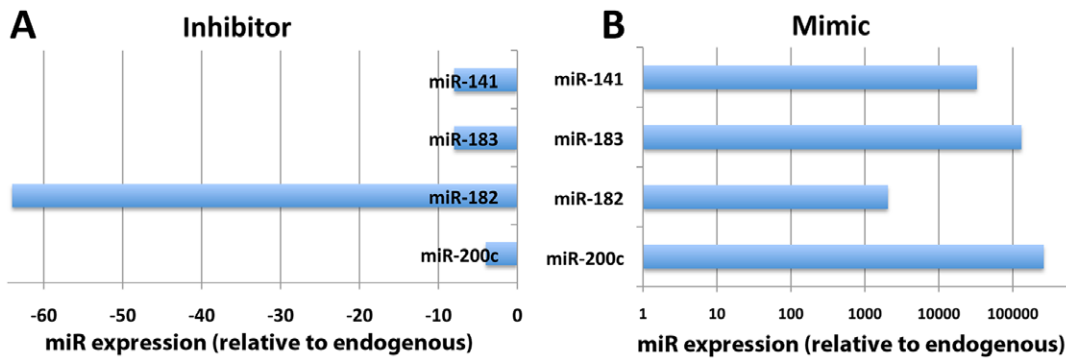 A
Inhibitor
miR-141
miR-183
miR-182
miR-200c
-60 -50 -40 -30 -20 -10 0
miR expression (relative to endogenous)
B
Mimic
miR-141
miR-183
miR-182
miR-200c
1 10 100 1000 10000 100000
miR expression (relative to endogenous)